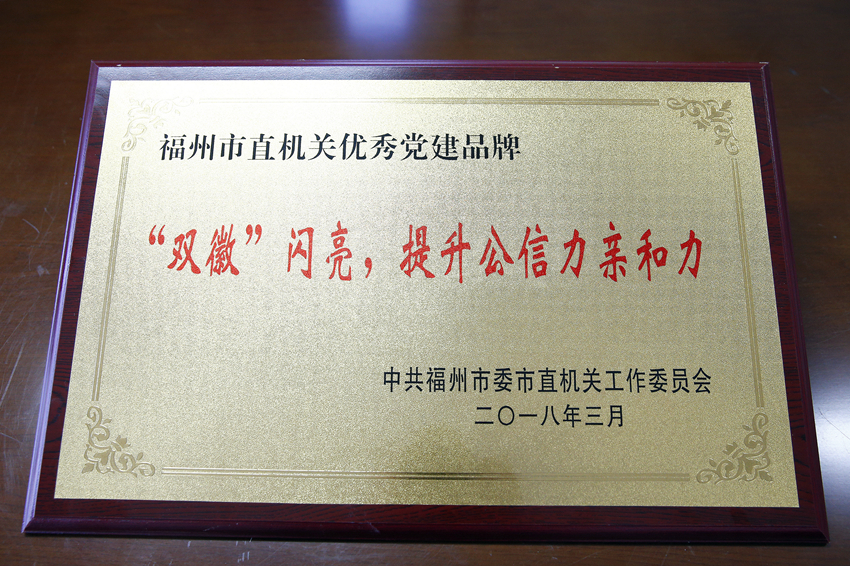 福州市直机关优秀党建品牌
“双徽”闪亮，提升公信力亲和力
中共福州市委市直机关工作委员会
二〇一八年三月